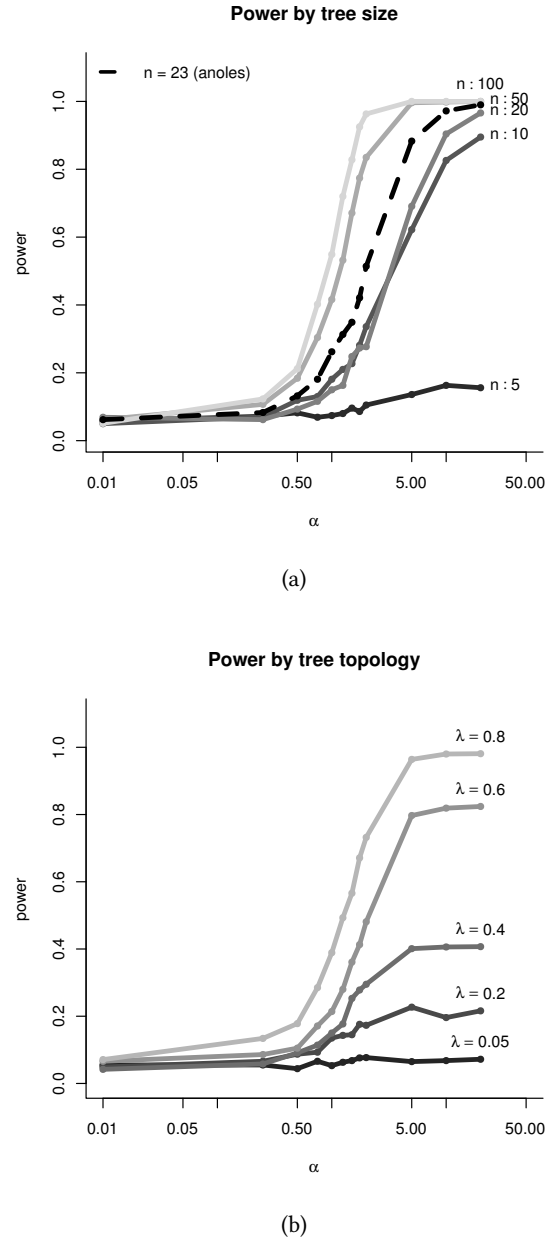 Power by tree size
n = 23 (anoles)
n : 100
n : 50
n : 20
n : 10
n : 5
power
0.0
0.2
0.4
0.6
0.8
1.0
0.01 0.05 0.50 5.00 50.00
α
(a)
Power by tree topology
λ = 0.8
λ = 0.6
λ = 0.4
λ = 0.2
λ = 0.05
power
0.0
0.2
0.4
0.6
0.8
1.0
0.01 0.05 0.50 5.00 50.00
α
(b)